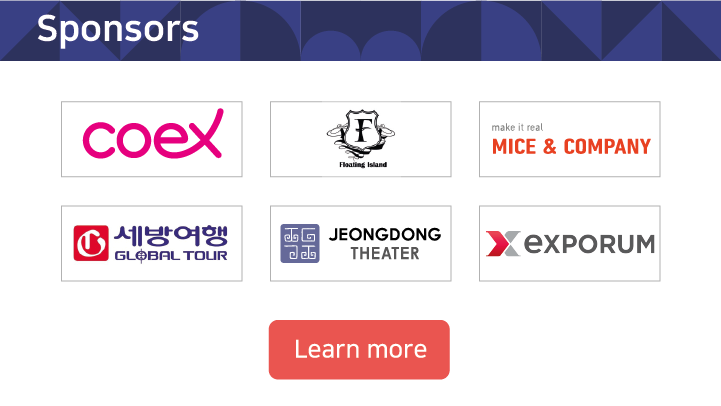 Sponsors
coex
F
Floating Island
make it real
MICE & COMPANY
세방여행
GLOBAL TOUR
JEONGDONG
THEATER
exporum
Learn more